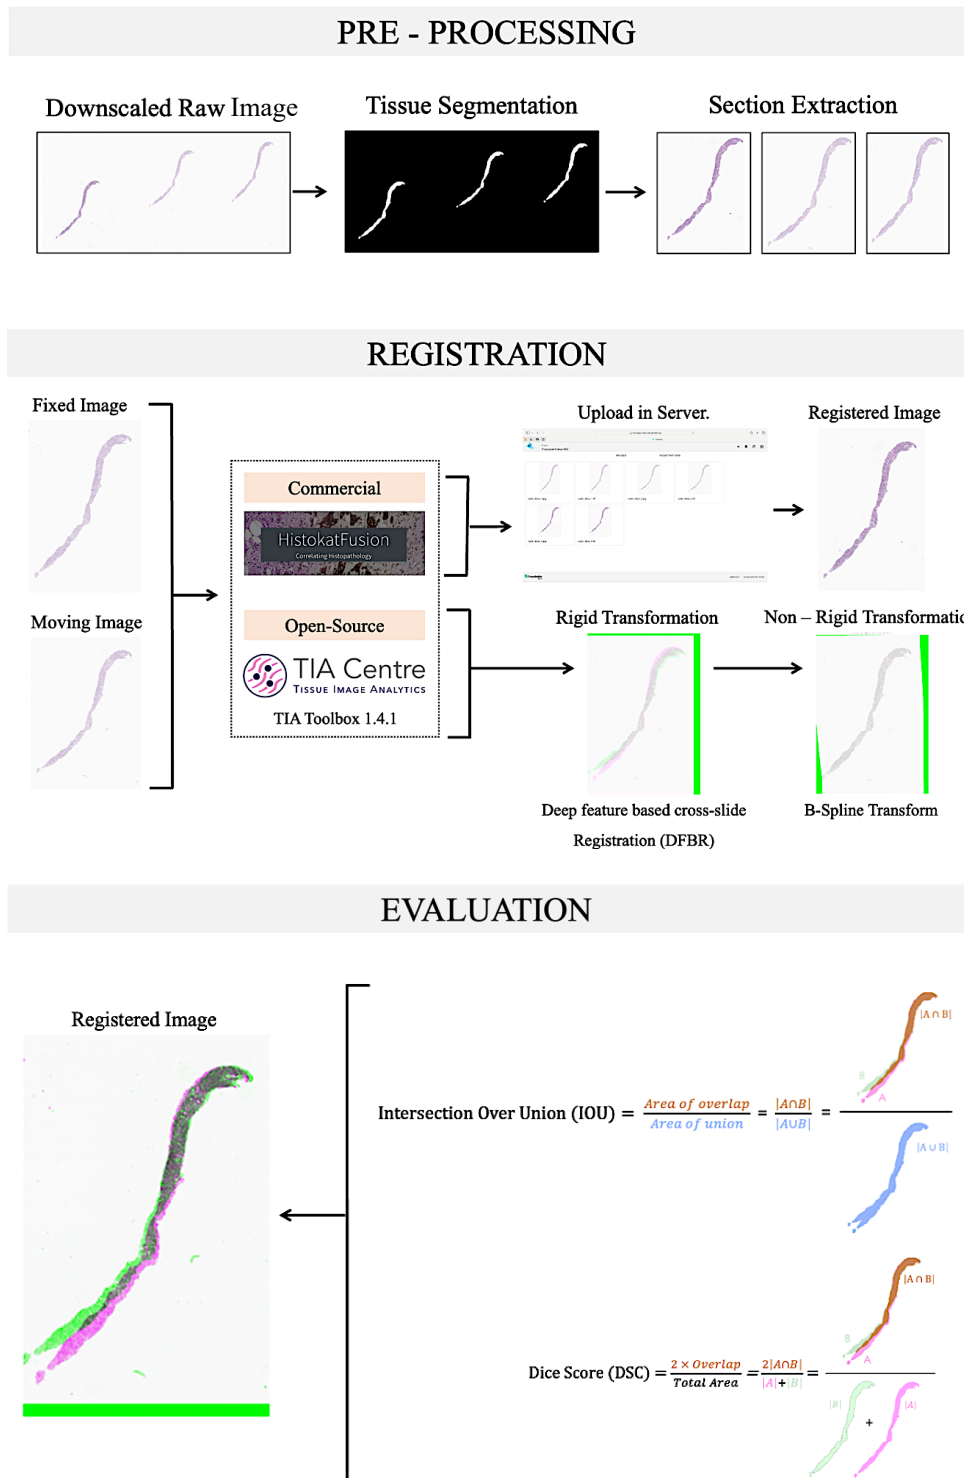 PRE - PROCESSING
Downscaled Raw Image
Tissue Segmentation
Section Extraction
REGISTRATION
Fixed Image
Moving Image
Commercial
HistokatFusion
Correlating Histopathology
Open-Source
TIA Centre
TISSUE IMAGE ANALYTICS
TIA Toolbox 1.4.1
Upload in Server.
Registered Image
Rigid Transformation
Non – Rigid Transformatio
Deep feature based cross-slide
Registration (DFBR)
B-Spline Transform
EVALUATION
Registered Image
Intersection Over Union (IOU) = Area of overlap / Area of union = |A∩B| / |A∪B| =
|A ∩ B|
B
A
|A ∪ B|
Dice Score (DSC) = 2 × Overlap / Total Area = 2|A∩B| / |A|+|B| =
|A ∩ B|
B
A
|B|
+
|A|